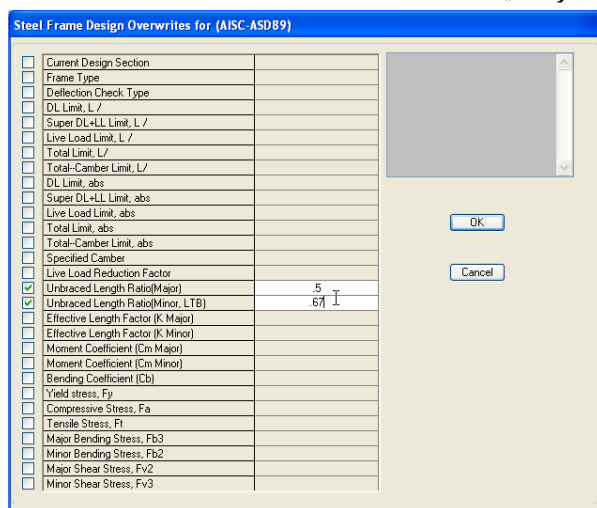 Steel Frame Design Overwrites for (AISC-ASD89)
Current Design Section
Frame Type
Deflection Check Type
DL Limit, L /
Super DL+LL Limit, L /
Live Load Limit, L /
Total Limit, L/
Total--Camber Limit, L/
DL Limit, abs
Super DL+LL Limit, abs
Live Load Limit, abs
Total Limit, abs
Total--Camber Limit, abs
Specified Camber
Live Load Reduction Factor
Unbraced Length Ratio(Major) .5
Unbraced Length Ratio(Minor, LTB) .67
Effective Length Factor (K Major)
Effective Length Factor (K Minor)
Moment Coefficient (Cm Major)
Moment Coefficient (Cm Minor)
Bending Coefficient (Cb)
Yield stress, Fy
Compressive Stress, Fa
Tensile Stress, Ft
Major Bending Stress, Fb3
Minor Bending Stress, Fb2
Major Shear Stress, Fv2
Minor Shear Stress, Fv3
OK
Cancel